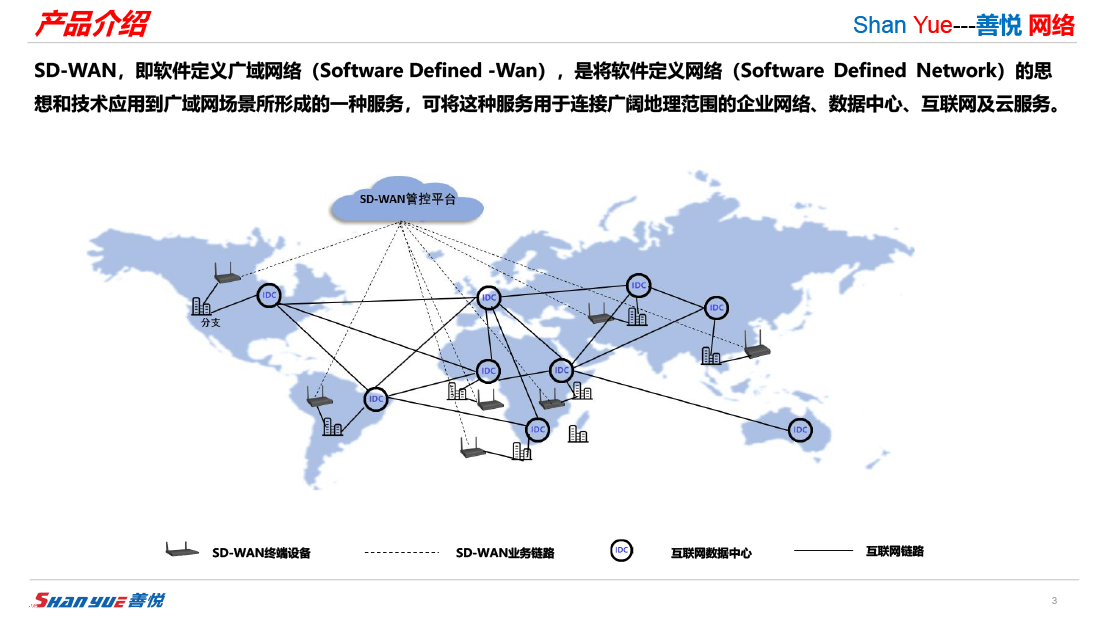 产品介绍
Shan Yue---善悦 网络
SD-WAN，即软件定义广域网络（Software Defined -Wan），是将软件定义网络（Software Defined Network）的思
想和技术应用到广域网场景所形成的一种服务，可将这种服务用于连接广阔地理范围的企业网络、数据中心、互联网及云服务。
SD-WAN管控平台
IDC
IDC
IDC
IDC
分支
IDC
IDC
IDC
IDC
IDC
SD-WAN终端设备
SD-WAN业务链路
IDC
互联网数据中心
互联网链路
SHAN YUE善悦
3